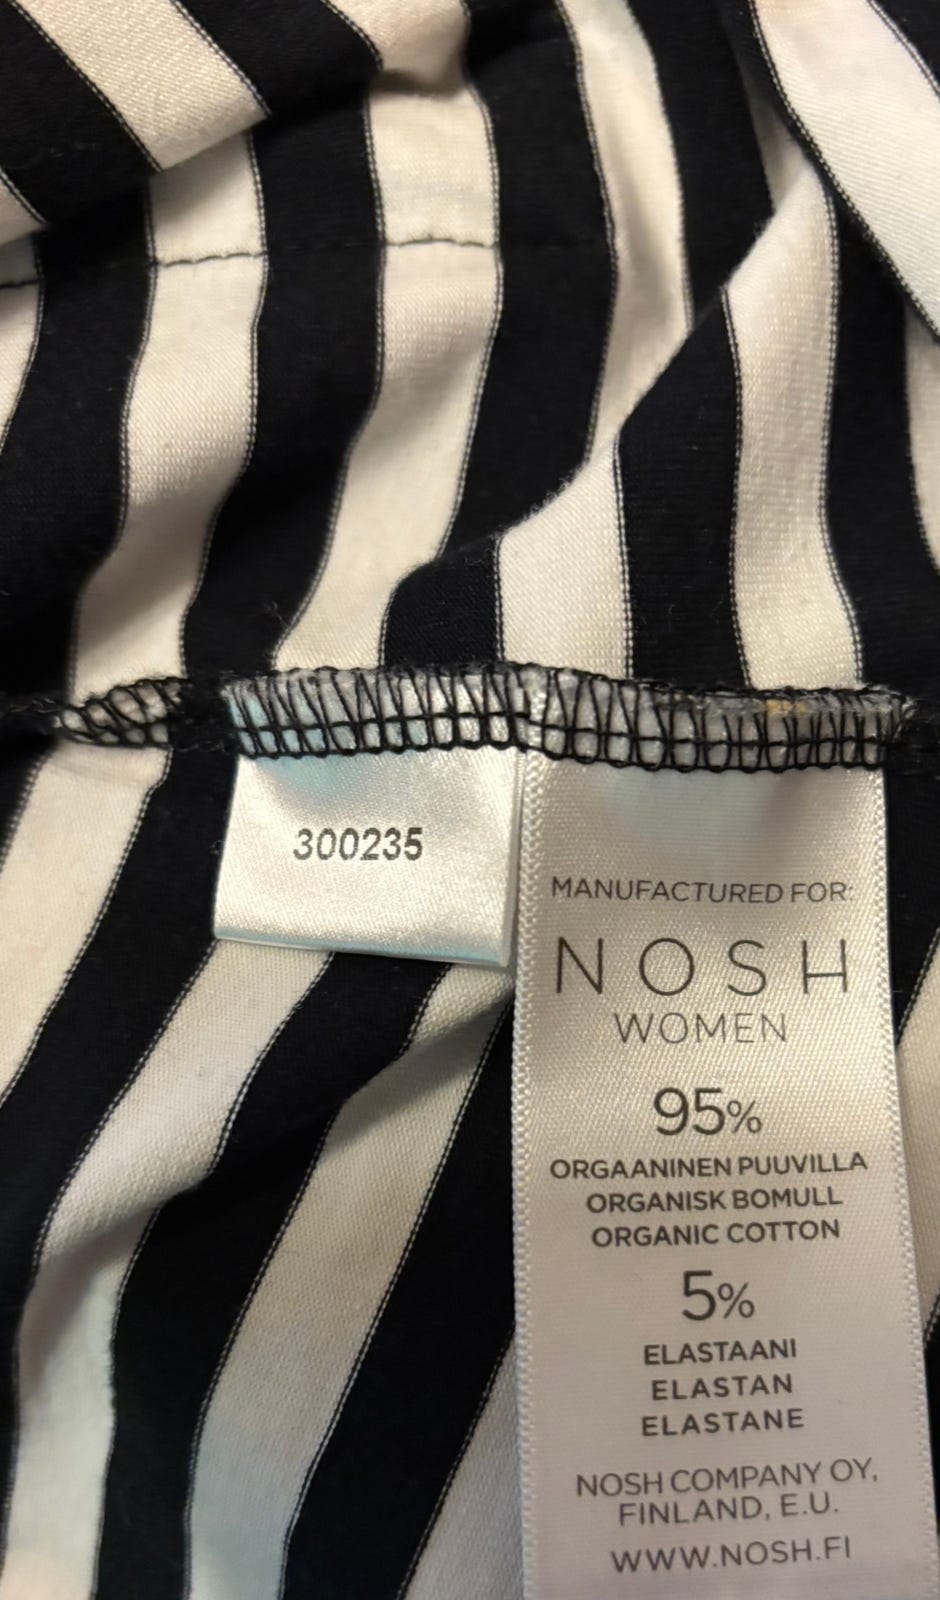 300235
MANUFACTURED FOR:
NOSH
WOMEN
95%
ORGAANINEN PUUVILLA
ORGANISK BOMULL
ORGANIC COTTON
5%
ELASTAANI
ELASTAN
ELASTANE
NOSH COMPANY OY,
FINLAND, E.U.
WWW.NOSH.FI